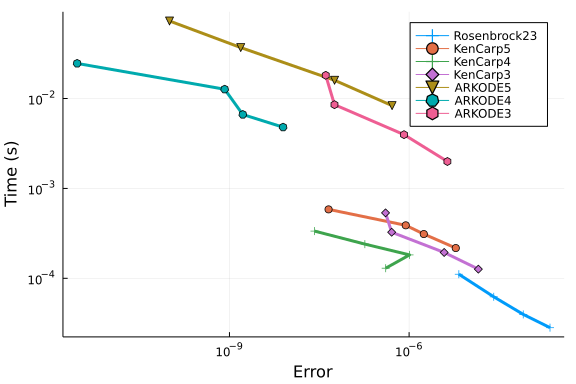 Rosenbrock23
KenCarp5
KenCarp4
KenCarp3
ARKODE5
ARKODE4
ARKODE3
10⁻²
10⁻³
10⁻⁴
Time (s)
10⁻⁹
10⁻⁶
Error